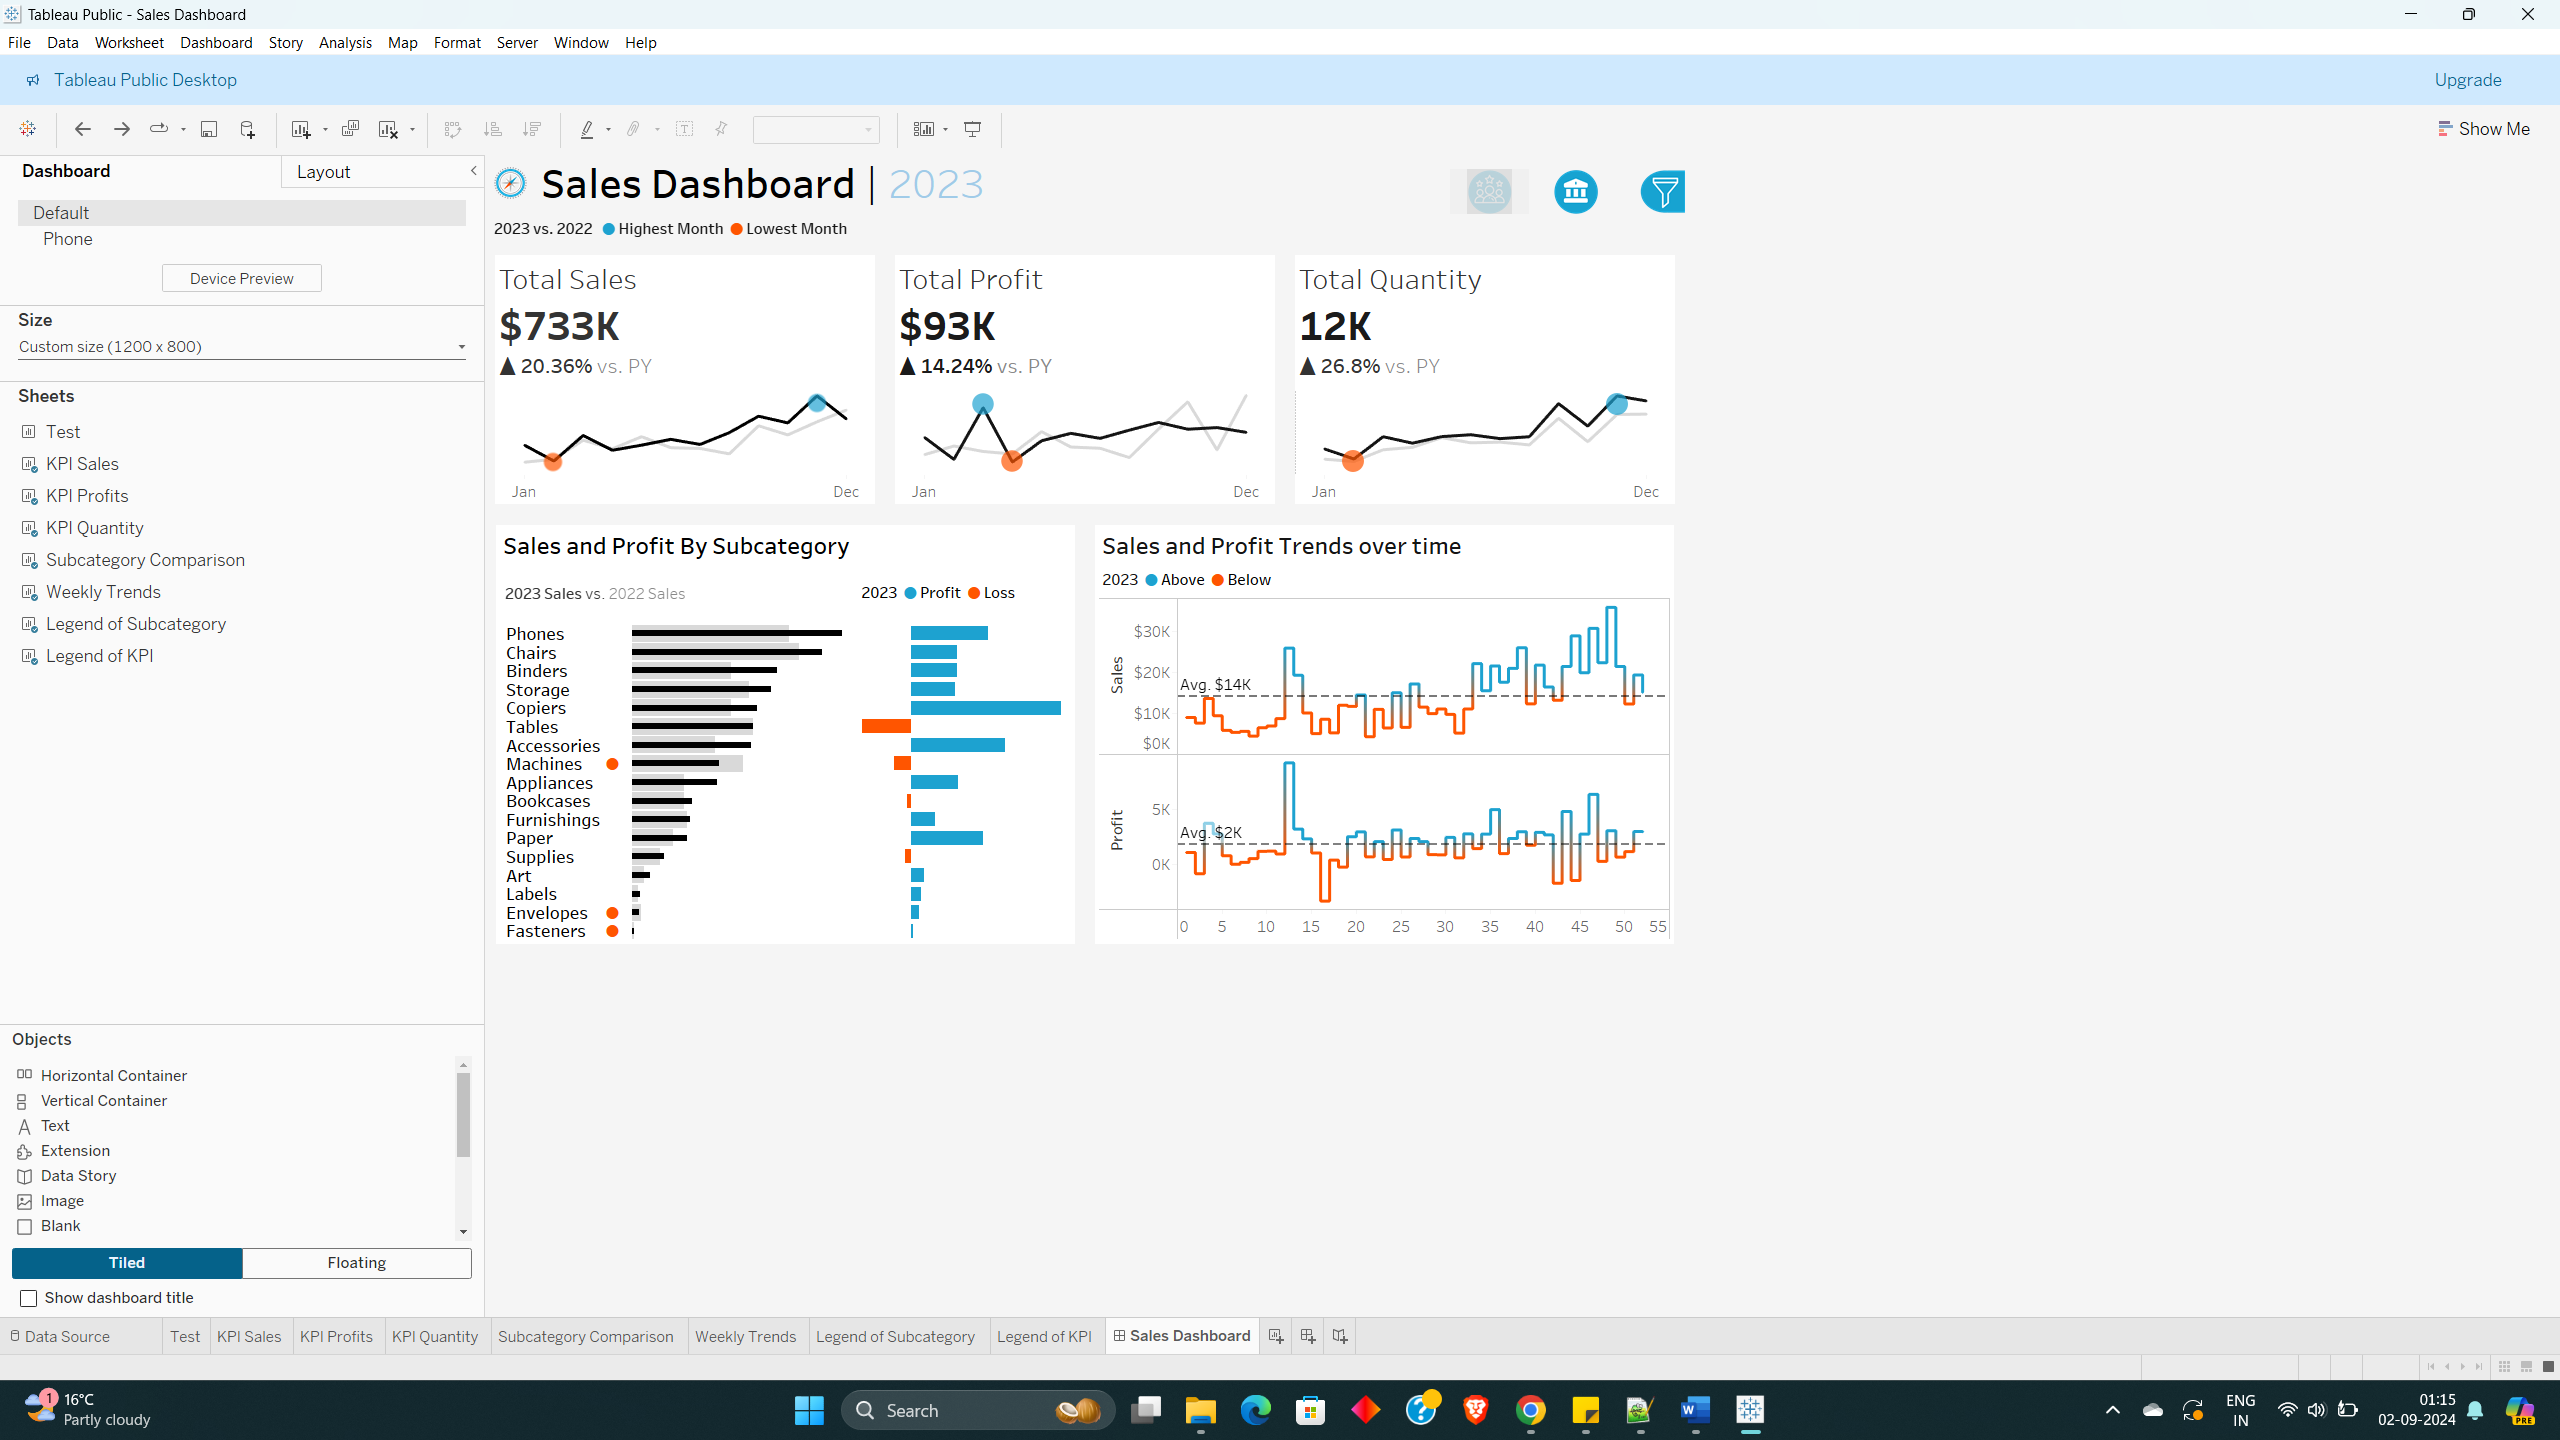 Tableau Public - Sales Dashboard
File Data Worksheet Dashboard Story Analysis Map Format Server Window Help
Tableau Public Desktop
Upgrade
Show Me
Dashboard
Layout
Default
Phone
Device Preview
Size
Custom size (1200 x 800)
Sheets
Test
KPI Sales
KPI Profits
KPI Quantity
Subcategory Comparison
Weekly Trends
Legend of Subcategory
Legend of KPI
Objects
Horizontal Container
Vertical Container
Text
Extension
Data Story
Image
Blank
Tiled
Floating
Show dashboard title
Sales Dashboard | 2023
2023 vs. 2022 Highest Month Lowest Month
Total Sales
$733K
▲ 20.36% vs. PY
Jan Dec
Total Profit
$93K
▲ 14.24% vs. PY
Jan Dec
Total Quantity
12K
▲ 26.8% vs. PY
Jan Dec
Sales and Profit By Subcategory
2023 Sales vs. 2022 Sales
2023 Profit Loss
Phones
Chairs
Binders
Storage
Copiers
Tables
Accessories
Machines
Appliances
Bookcases
Furnishings
Paper
Supplies
Art
Labels
Envelopes
Fasteners
Sales and Profit Trends over time
2023 Above Below
Sales
$30K
$20K
$10K
$0K
Avg. $14K
Profit
5K
0K
Avg. $2K
0 5 10 15 20 25 30 35 40 45 50 55
Data Source Test KPI Sales KPI Profits KPI Quantity Subcategory Comparison Weekly Trends Legend of Subcategory Legend of KPI Sales Dashboard
1
16°C
Partly cloudy
Search
ENG
IN
01:15
02-09-2024
PRE